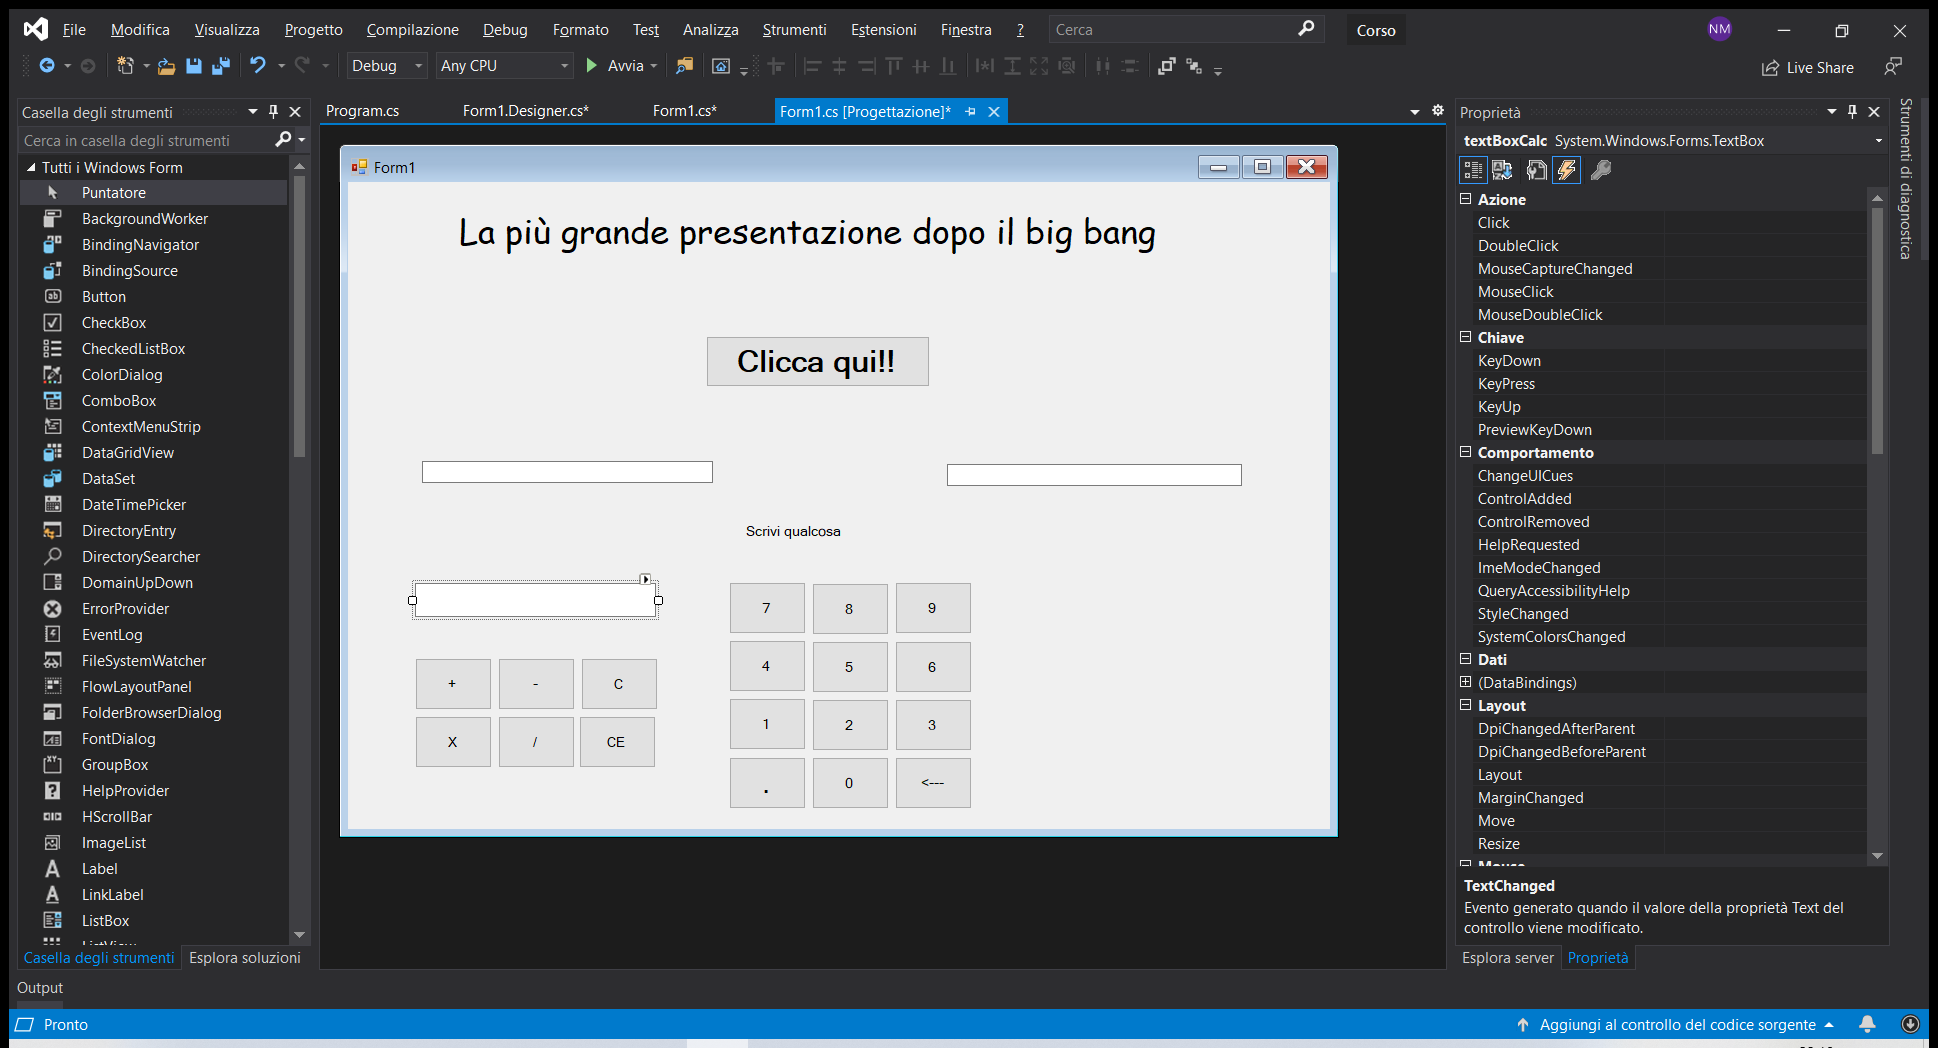 File Modifica Visualizza Progetto Compilazione Debug Formato Test Analizza Strumenti Estensioni Finestra ? Cerca Corso NM
Debug Any CPU Avvia Live Share
Casella degli strumenti
Cerca in casella degli strumenti
Tutti i Windows Form
Puntatore
BackgroundWorker
BindingNavigator
BindingSource
Button
CheckBox
CheckedListBox
ColorDialog
ComboBox
ContextMenuStrip
DataGridView
DataSet
DateTimePicker
DirectoryEntry
DirectorySearcher
DomainUpDown
ErrorProvider
EventLog
FileSystemWatcher
FlowLayoutPanel
FolderBrowserDialog
FontDialog
GroupBox
HelpProvider
HScrollBar
ImageList
Label
LinkLabel
ListBox
ListView
Casella degli strumenti Esplora soluzioni
Program.cs Form1.Designer.cs* Form1.cs* Form1.cs [Progettazione]*
Form1
La più grande presentazione dopo il big bang
Clicca qui!!
Scrivi qualcosa
7 8 9
4 5 6
1 2 3
. 0 <---
+ - C
X / CE
Proprietà
textBoxCalc System.Windows.Forms.TextBox
Azione
Click
DoubleClick
MouseCaptureChanged
MouseClick
MouseDoubleClick
Chiave
KeyDown
KeyPress
KeyUp
PreviewKeyDown
Comportamento
ChangeUICues
ControlAdded
ControlRemoved
HelpRequested
ImeModeChanged
QueryAccessibilityHelp
StyleChanged
SystemColorsChanged
Dati
(DataBindings)
Layout
DpiChangedAfterParent
DpiChangedBeforeParent
Layout
MarginChanged
Move
Resize
Mouse
TextChanged
Evento generato quando il valore della proprietà Text del
controllo viene modificato.
Esplora server Proprietà
Strumenti di diagnostica
Output
Pronto Aggiungi al controllo del codice sorgente